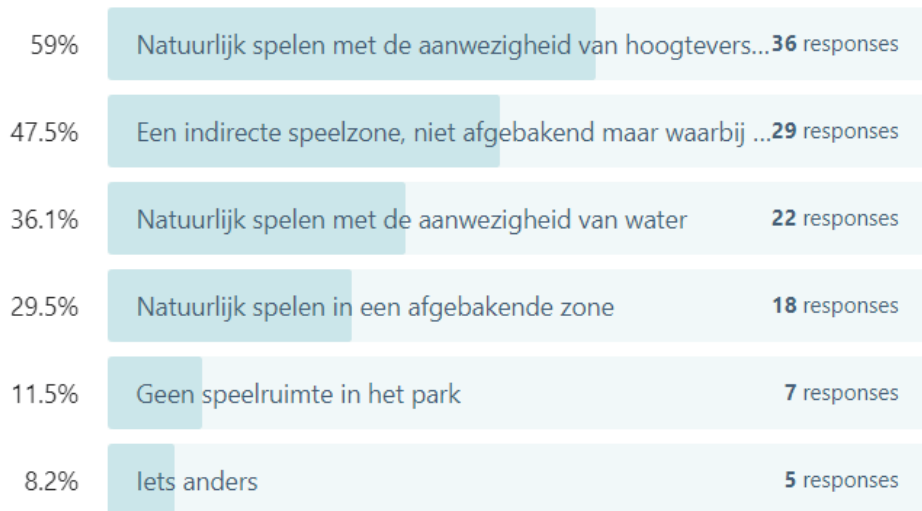 59% Natuurlijk spelen met de aanwezigheid van hoogtevers...36 responses
47.5% Een indirecte speelzone, niet afgebakend maar waarbij ...29 responses
36.1% Natuurlijk spelen met de aanwezigheid van water 22 responses
29.5% Natuurlijk spelen in een afgebakende zone 18 responses
11.5% Geen speelruimte in het park 7 responses
8.2% Iets anders 5 responses